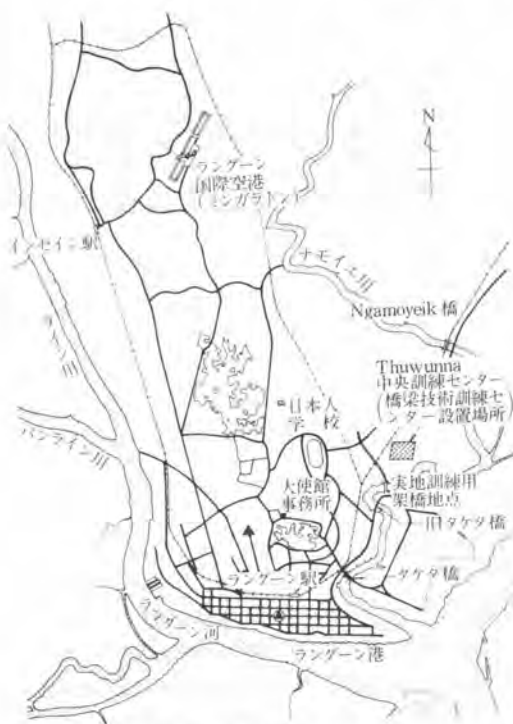 N
ラングーン
国際空港
(ミンガラドン)
インセイン駅
ナモイエ川
Ngamoyeik 橋
ライン川
Thuwunna
中央訓練センター
(橋梁技術訓練セ
ンター設置場所)
日本人
学校
パンライン川
実地訓練用
架橋地点
大使館
事務所
旧タケタ橋
ラングーン駅
タケタ橋
ラングーン河
ラングーン港